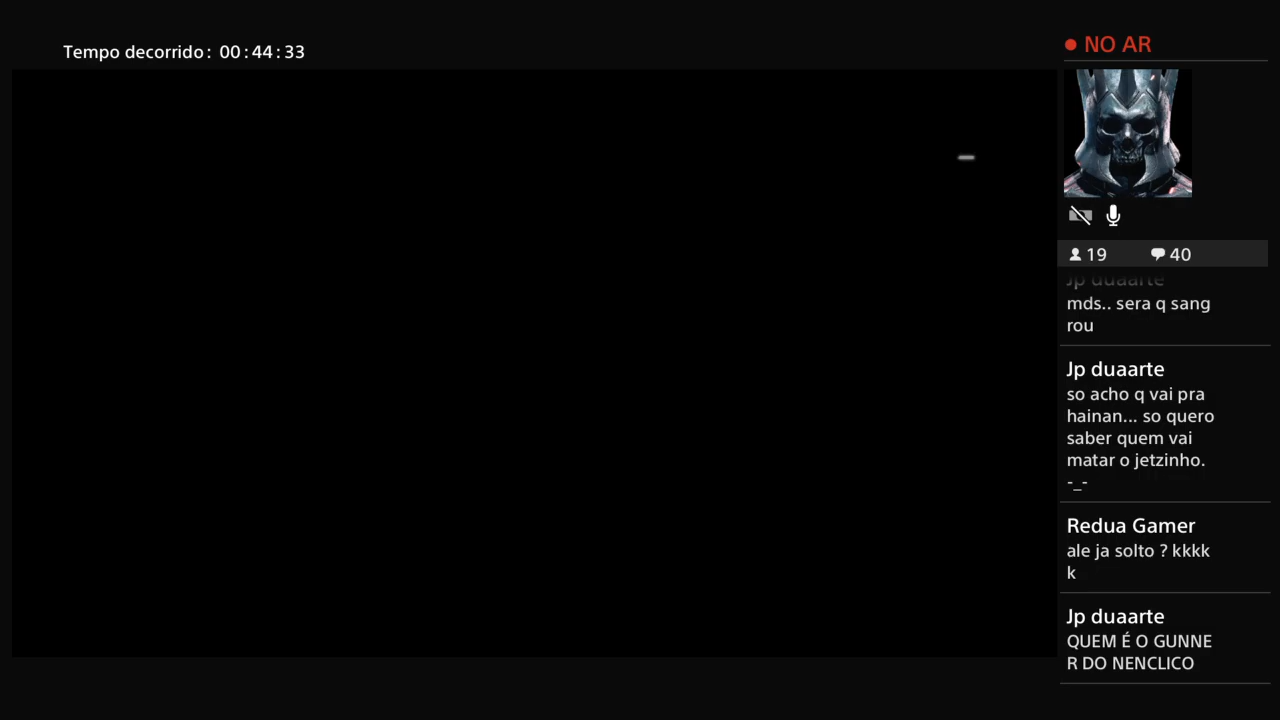 Tempo decorrido: 00:44:33
NO AR
19 40
Jp duaarte
mds.. sera q sang
rou
Jp duaarte
so acho q vai pra
hainan... so quero
saber quem vai
matar o jetzinho.
-_-
Redua Gamer
ale ja solto ? kkkk
k
Jp duaarte
QUEM É O GUNNE
R DO NENCLICO